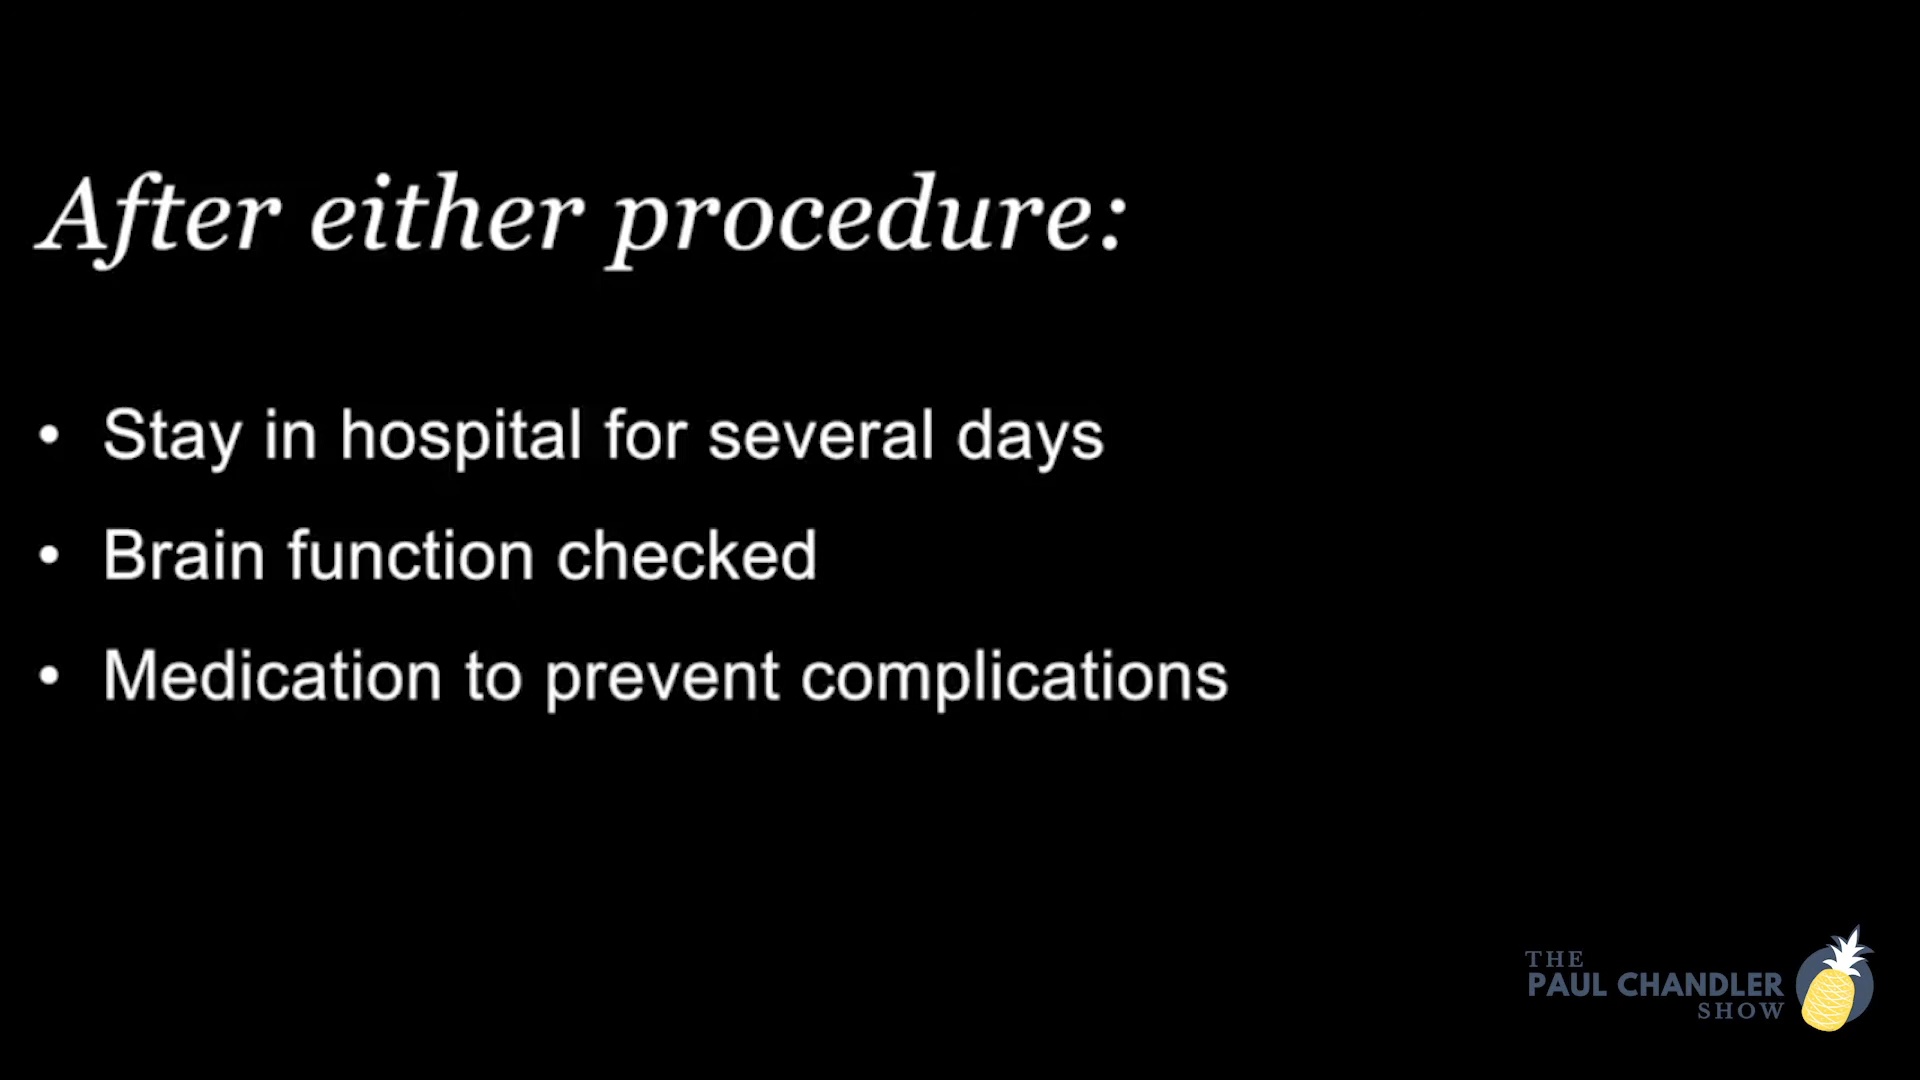 After either procedure:
• Stay in hospital for several days
• Brain function checked
• Medication to prevent complications
THE
PAUL CHANDLER
SHOW